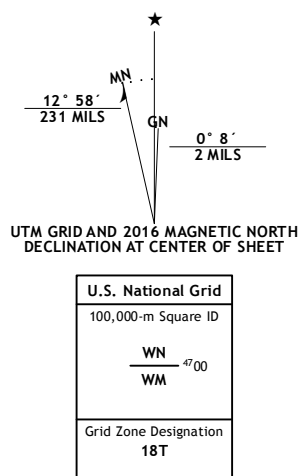 MN
12° 58´
231 MILS
GN
0° 8´
2 MILS
UTM GRID AND 2016 MAGNETIC NORTH
DECLINATION AT CENTER OF SHEET
U.S. National Grid
100,000-m Square ID
WN
4700
WM
Grid Zone Designation
18T